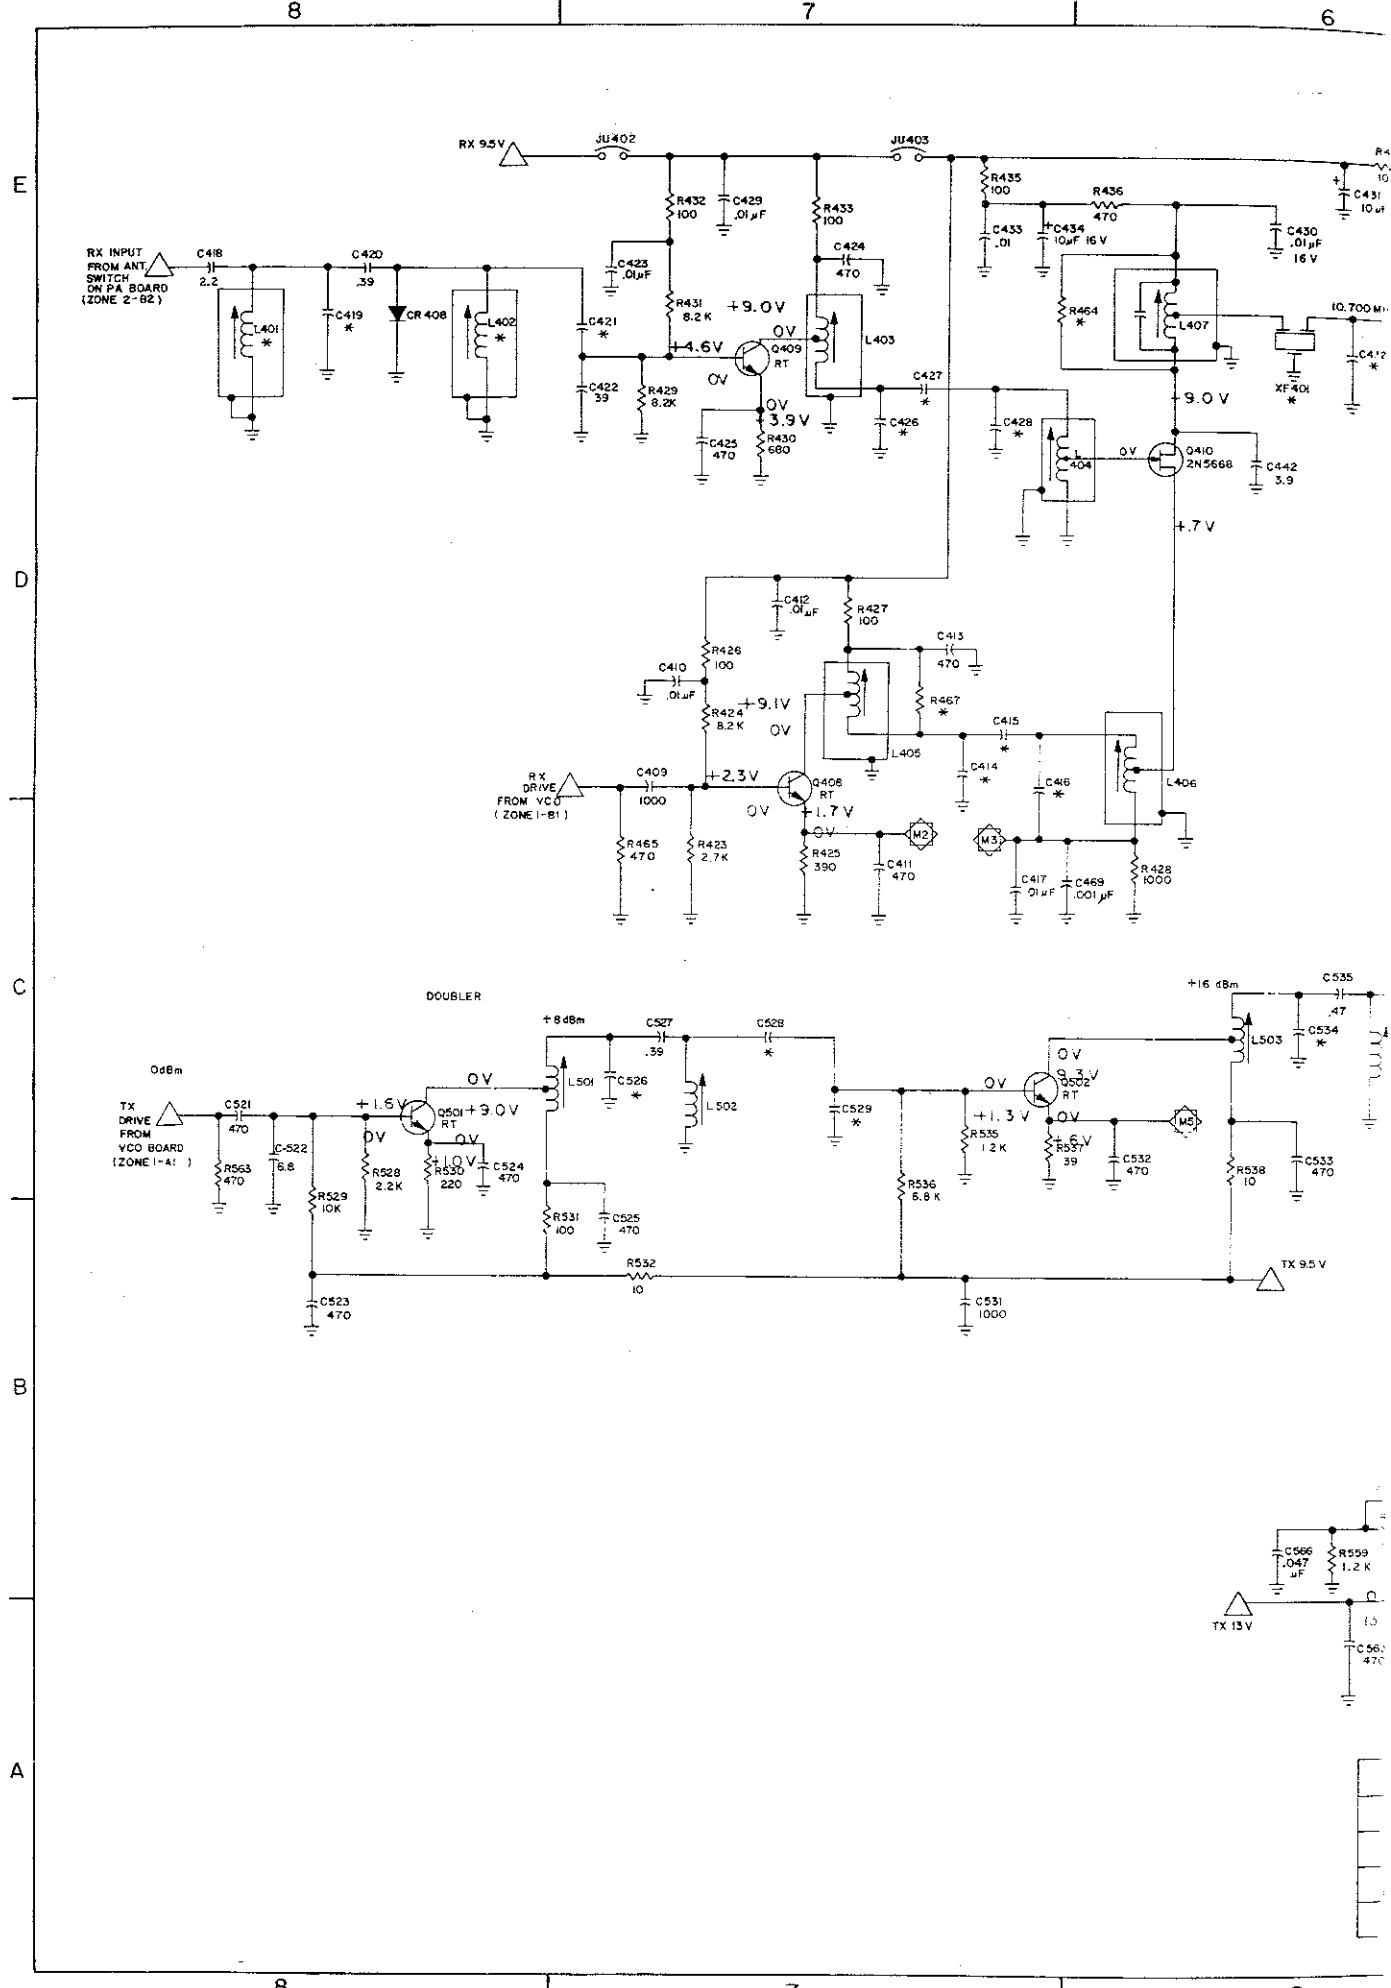 8
7
6
E
D
C
B
A
RX 9.5V
JU402
JU403
R432
100
C429
.01µF
R433
100
R435
100
R436
470
C433
.01
C434
10µF 16V
C430
.01µF
16V
C431
10µF
RX INPUT
FROM ANT.
SWITCH
ON PA BOARD
(ZONE 2-B2)
C418
2.2
C420
.39
L401
*
C419
*
CR408
L402
*
C423
.01µF
C424
470
R431
8.2K
+9.0V
0V
L403
C421
*
+4.6V
Q409
RT
0V
C422
39
R429
8.2K
0V
+3.9V
C425
470
R430
680
C427
*
C426
*
C428
*
R464
*
L407
XF401
*
C412
*
+9.0V
L
404
0V
Q410
2N5668
C442
3.9
+.7V
C412
.01µF
R427
100
R426
100
C413
470
C410
.01µF
R424
8.2K
+9.1V
0V
R467
*
L405
C415
*
C414
*
C416
*
L406
RX
DRIVE
FROM VCO
(ZONE 1-B1)
C409
1000
+2.3V
Q408
RT
0V
+1.7V
0V
M2
M3
R465
470
R423
2.7K
R425
390
C411
470
C417
.01µF
C469
.001µF
R428
1000
DOUBLER
+8dBm
+16 dBm
C535
.47
C527
.39
C528
*
L503
C534
*
0dBm
L501
C526
*
L502
0V
0V
9.3V
Q502
RT
TX
DRIVE
FROM
VCO BOARD
(ZONE 1-A1)
C521
470
+1.6V
Q501
RT
+9.0V
0V
C529
*
0V
+1.3V
0V
M5
R563
470
C522
6.8
0V
R528
2.2K
+1.0V
R530
220
C524
470
R535
1.2K
+.6V
R537
39
C532
470
R538
10
C533
470
R529
10K
R531
100
C525
470
R536
6.8K
R532
10
TX 9.5V
C523
470
C531
1000
C566
.047
µF
R559
1.2K
TX 13V
8